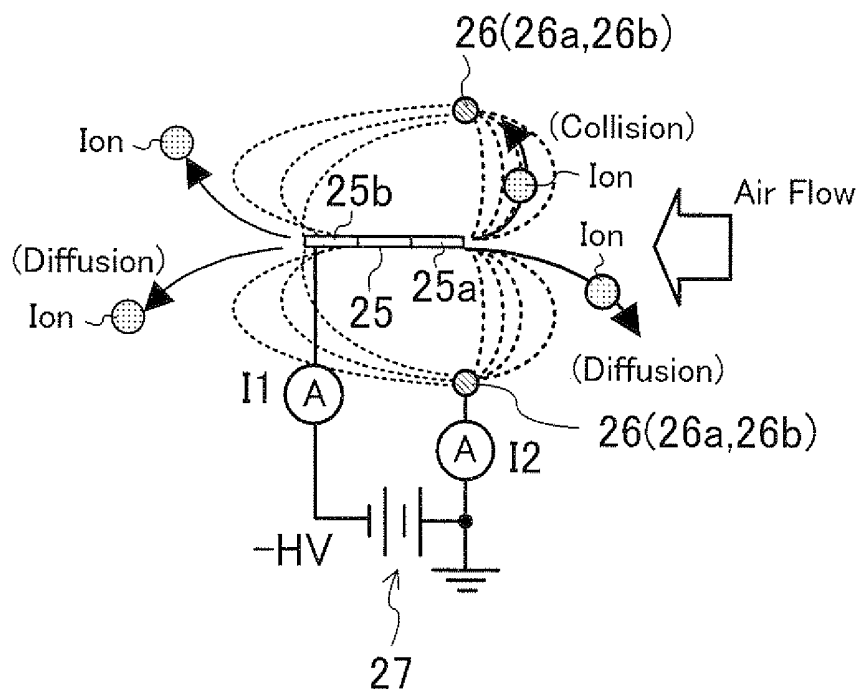 26(26a,26b)
Ion
(Collision)
Ion
Air Flow
25b
Ion
(Diffusion)
25
25a
Ion
(Diffusion)
I1
A
26(26a,26b)
A
I2
-HV
27